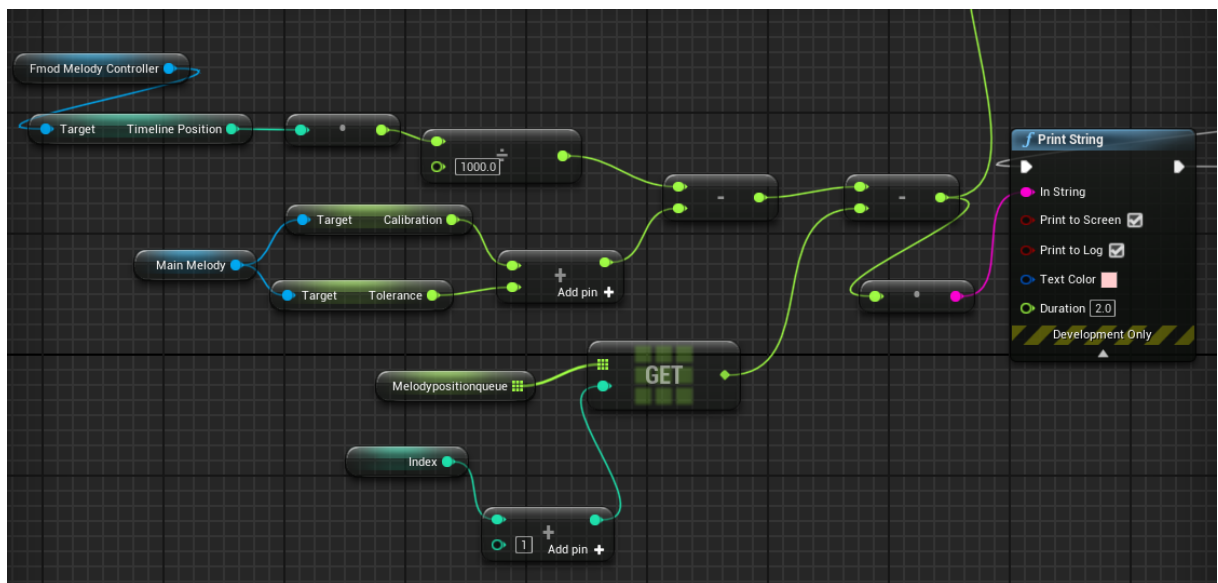 Fmod Melody Controller
Target Timeline Position
÷
1000.0
-
-
f Print String
In String
Print to Screen
Print to Log
Text Color
Duration 2.0
Development Only
Target Calibration
Main Melody
+
Add pin +
Target Tolerance
GET
Melodypositionqueue
Index
+
1 Add pin +